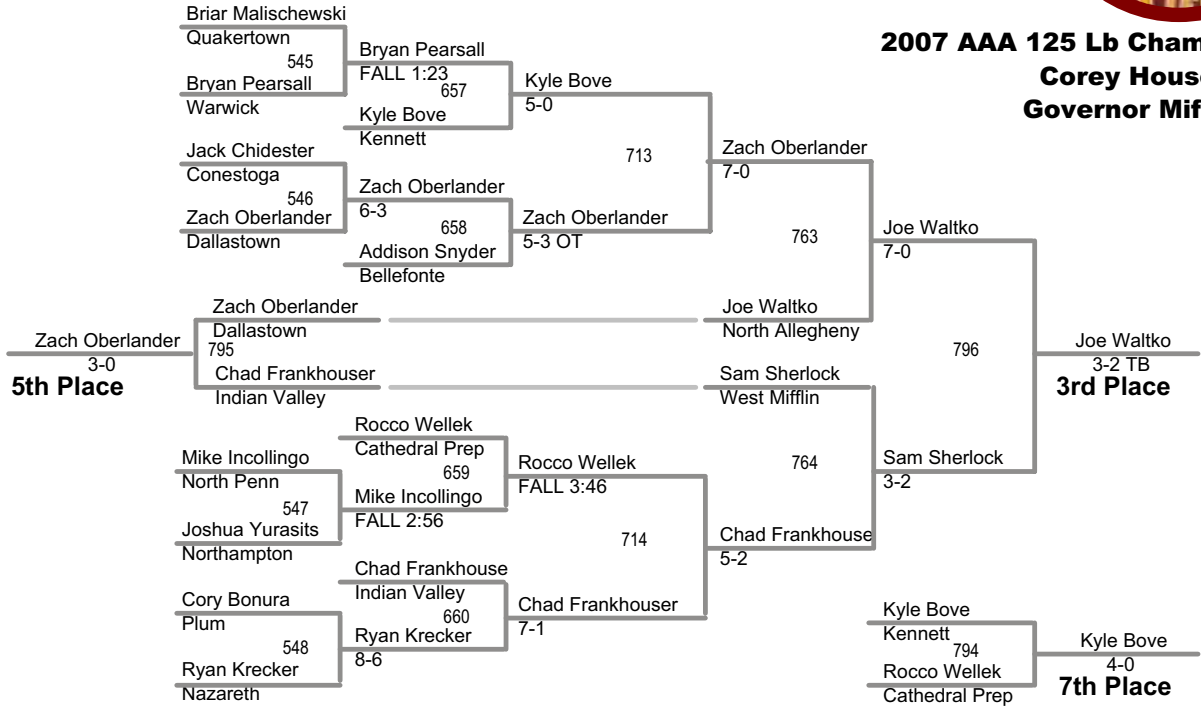 2007 AAA 125 Lb Cham
Corey House
Governor Mif
Briar Malischewski
Quakertown
545
Bryan Pearsall
Warwick
Bryan Pearsall
FALL 1:23
657
Kyle Bove
Kennett
Kyle Bove
5-0
Jack Chidester
Conestoga
546
Zach Oberlander
Dallastown
Zach Oberlander
6-3
658
Addison Snyder
Bellefonte
Zach Oberlander
5-3 OT
713
Zach Oberlander
7-0
763
Joe Waltko
North Allegheny
Joe Waltko
7-0
796
Joe Waltko
3-2 TB
3rd Place
Zach Oberlander
Dallastown
795
Chad Frankhouser
Indian Valley
Zach Oberlander
3-0
5th Place
Sam Sherlock
West Mifflin
764
Sam Sherlock
3-2
Rocco Wellek
Cathedral Prep
659
Mike Incollingo
North Penn
547
Joshua Yurasits
Northampton
Mike Incollingo
FALL 2:56
Rocco Wellek
FALL 3:46
714
Chad Frankhouse
5-2
Chad Frankhouse
Indian Valley
660
Cory Bonura
Plum
548
Ryan Krecker
Nazareth
Ryan Krecker
8-6
Chad Frankhouser
7-1
Kyle Bove
Kennett
794
Rocco Wellek
Cathedral Prep
Kyle Bove
4-0
7th Place